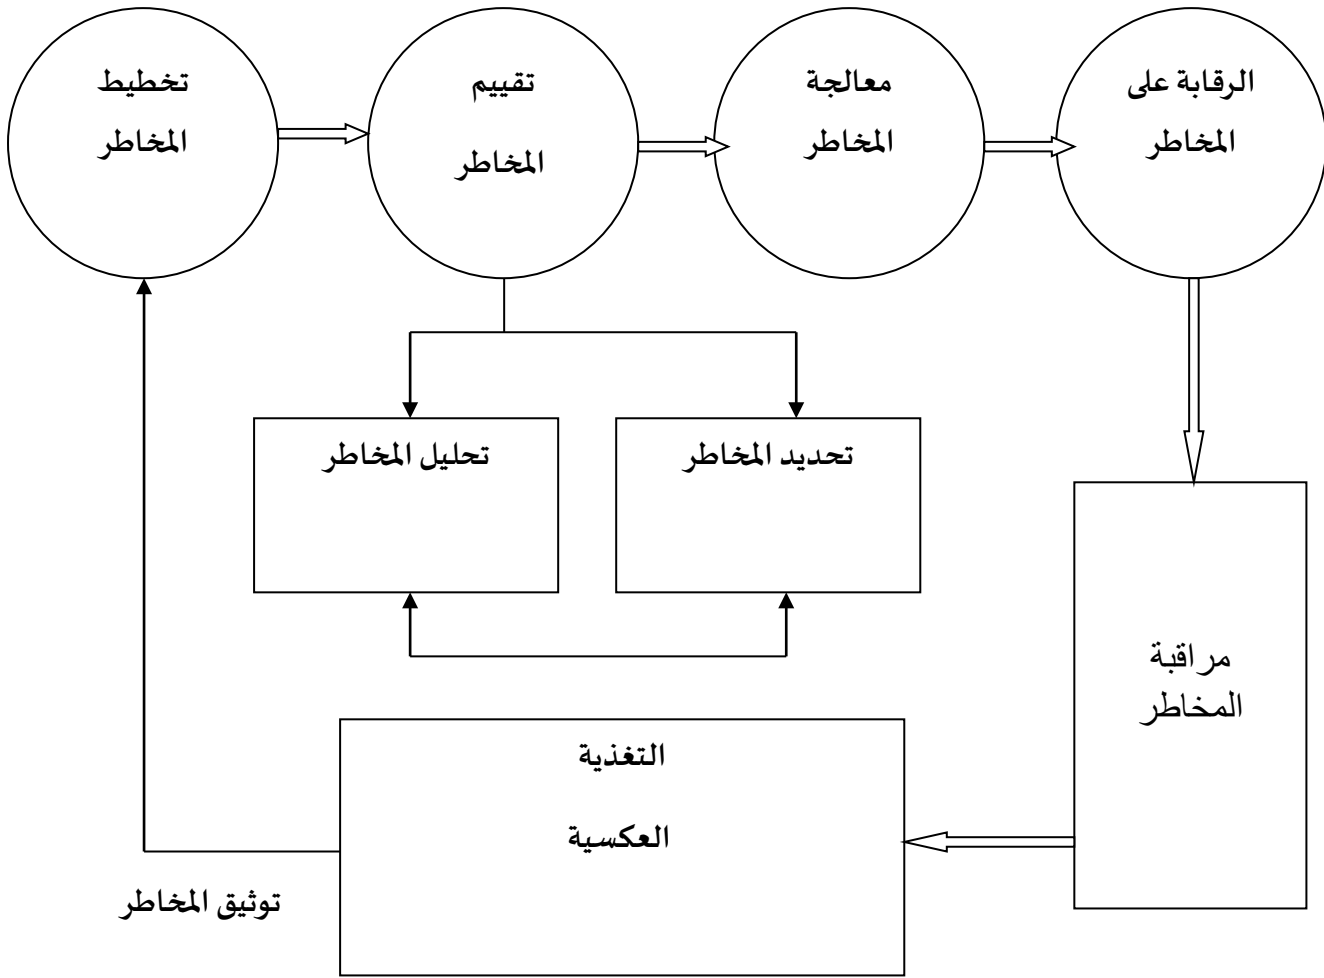 تخطيط
المخاطر
تقييم
المخاطر
معالجة
المخاطر
الرقابة على
المخاطر
تحليل المخاطر
تحديد المخاطر
مراقبة
المخاطر
التغذية
العكسية
توثيق المخاطر